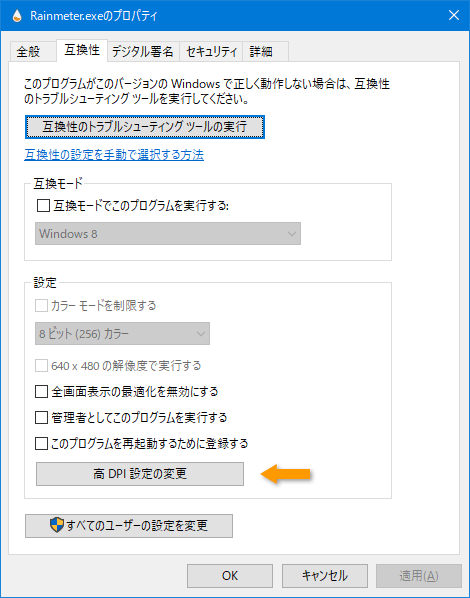 Rainmeter.exeのプロパティ
全般 互換性 デジタル署名 セキュリティ 詳細
このプログラムがこのバージョンの Windows で正しく動作しない場合は、互換性
のトラブルシューティング ツールを実行してください。
互換性のトラブルシューティング ツールの実行
互換性の設定を手動で選択する方法
互換モード
互換モードでこのプログラムを実行する:
Windows 8
設定
カラー モードを制限する
8 ビット (256) カラー
640 x 480 の解像度で実行する
全画面表示の最適化を無効にする
管理者としてこのプログラムを実行する
このプログラムを再起動するために登録する
高 DPI 設定の変更
すべてのユーザーの設定を変更
OK キャンセル 適用(A)